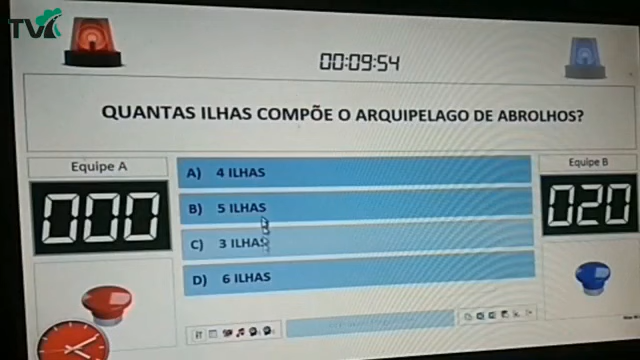 TV
00:09:54
QUANTAS ILHAS COMPÕE O ARQUIPELAGO DE ABROLHOS?
Equipe A
000
A) 4 ILHAS
B) 5 ILHAS
C) 3 ILHAS
D) 6 ILHAS
Equipe B
020